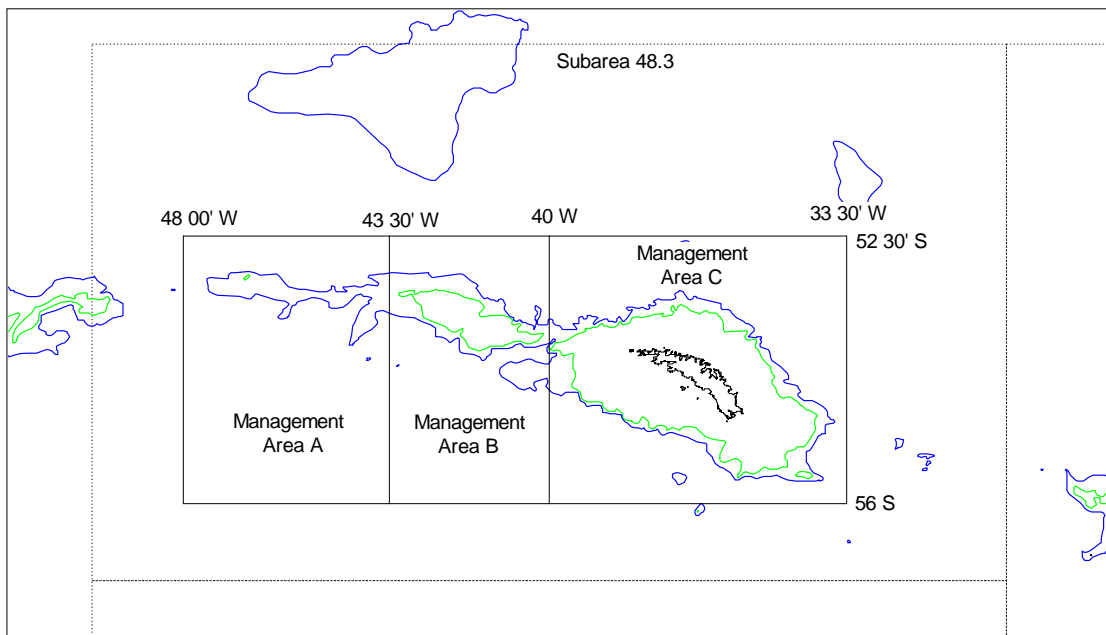 Subarea 48.3
48 00' W
43 30' W
40 W
33 30' W
52 30' S
Management
Area C
Management
Area A
Management
Area B
56 S